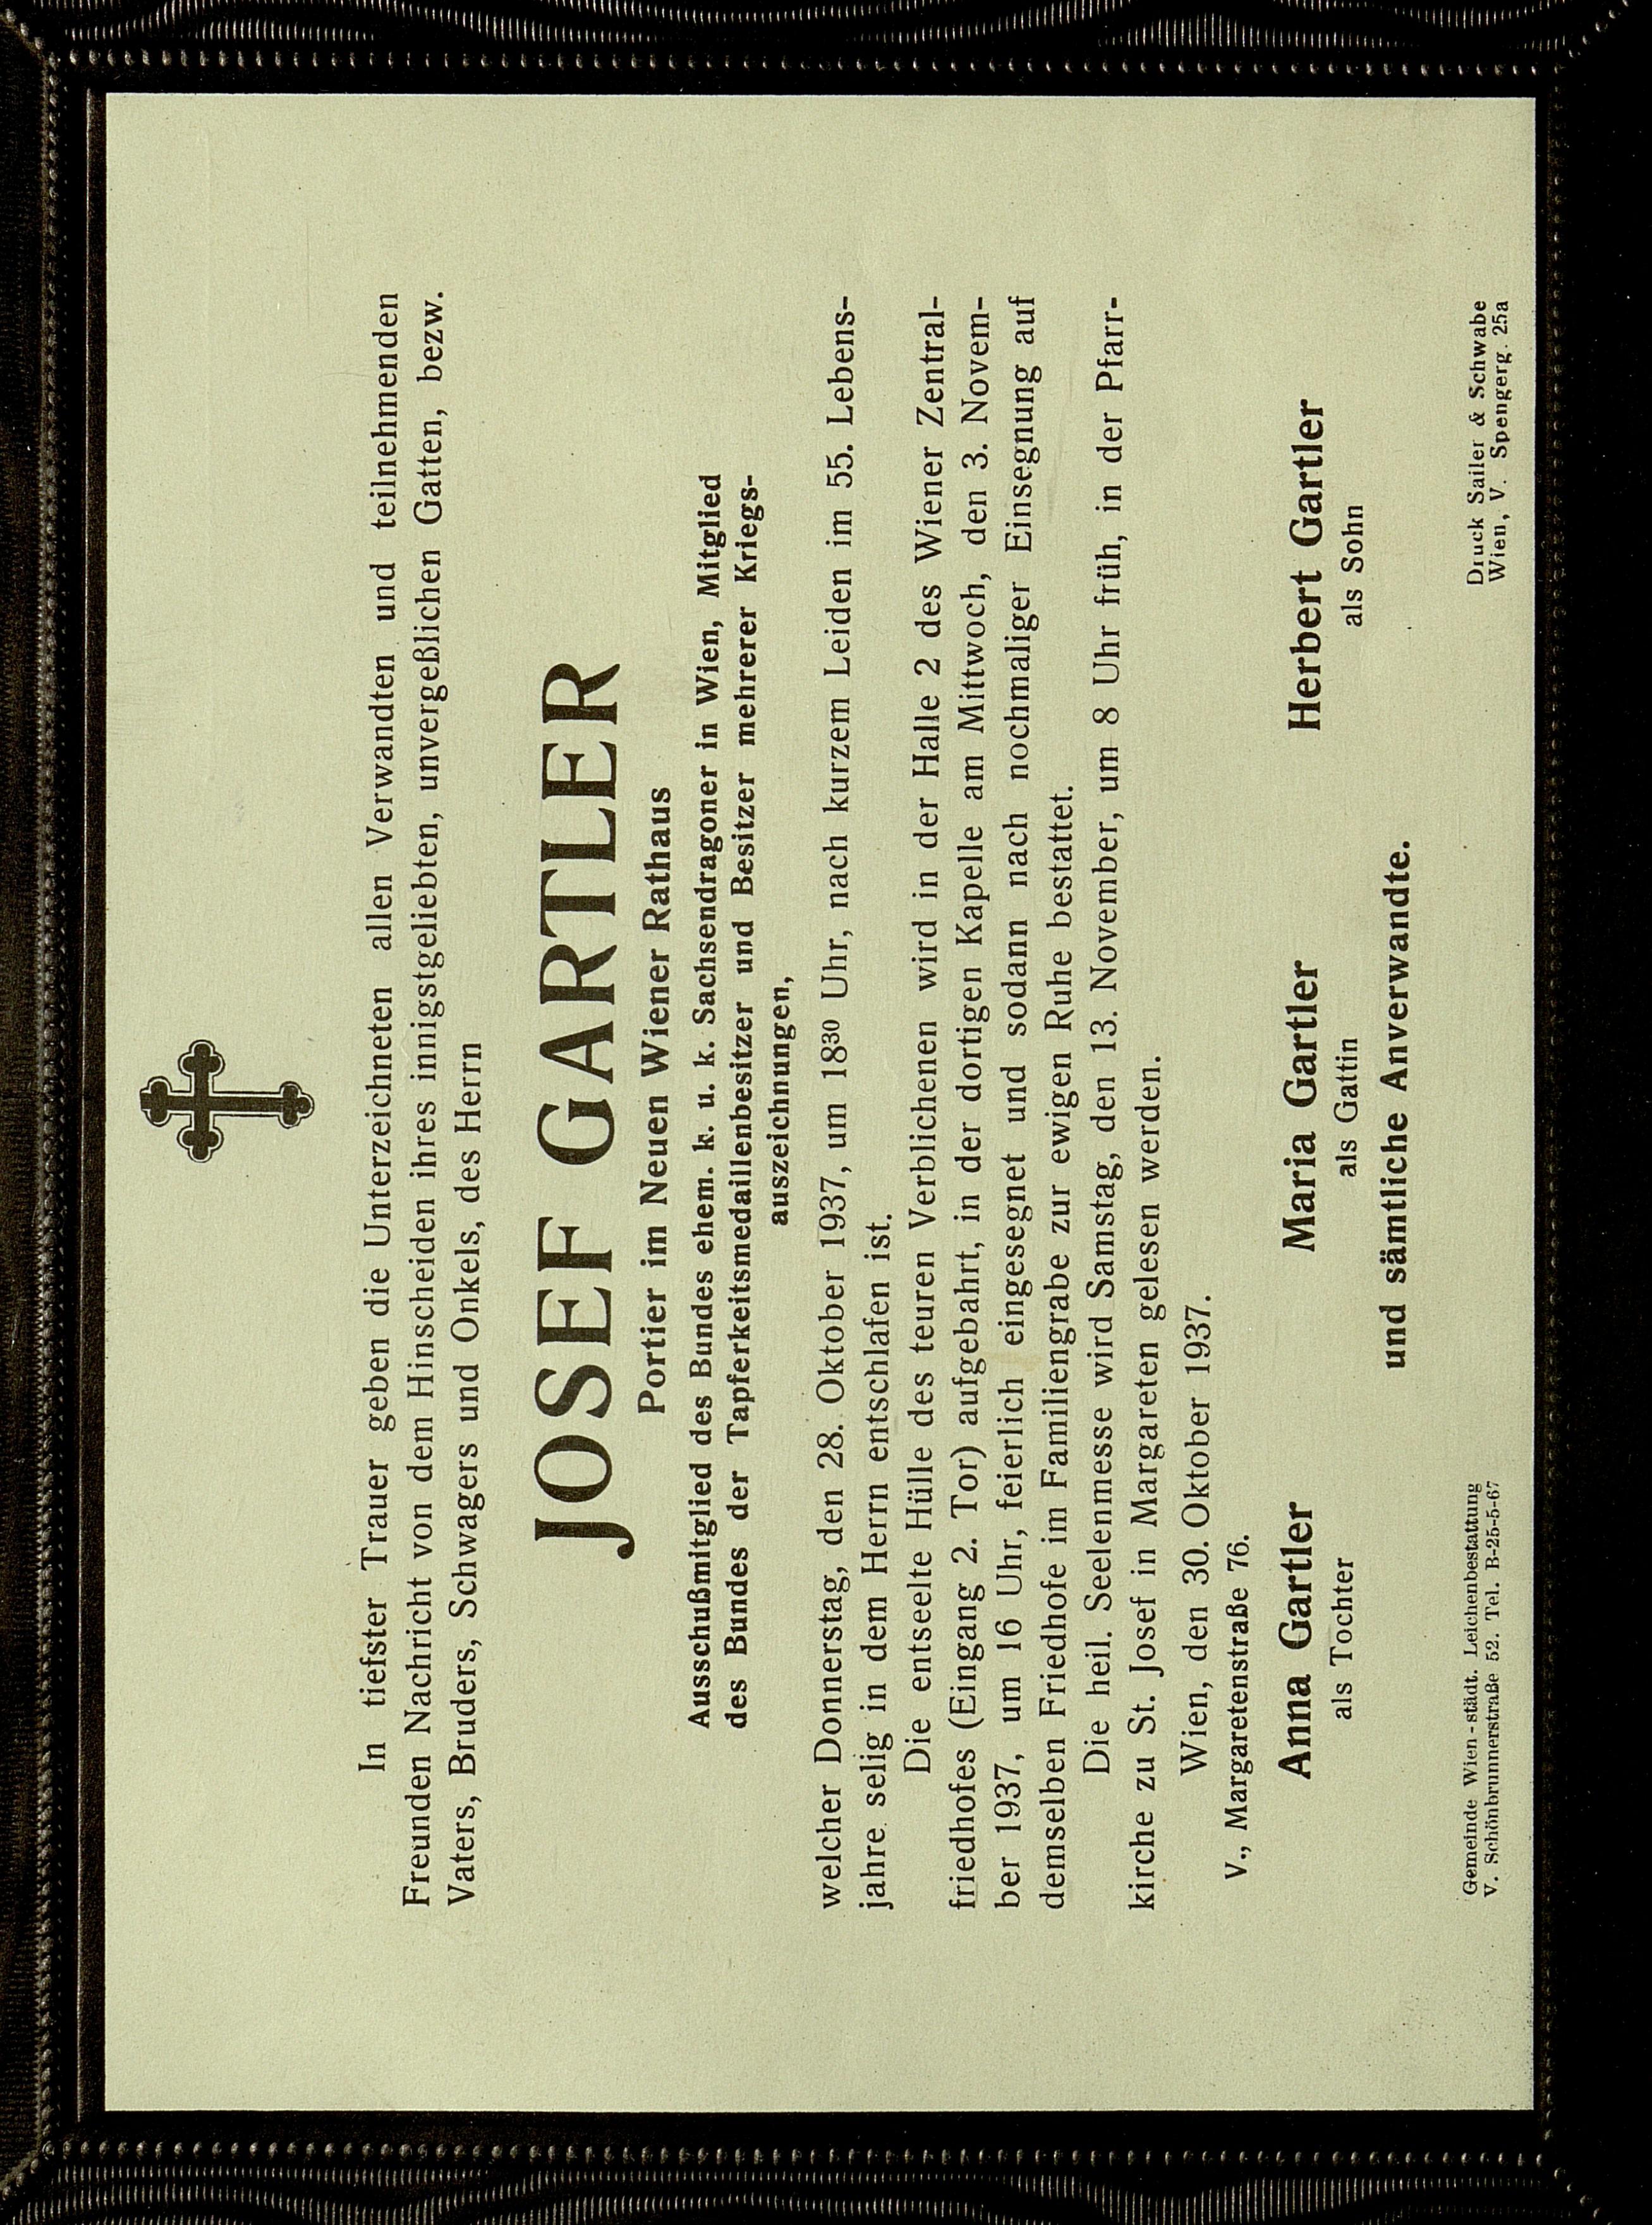 In tiefster Trauer geben die Unterzeichneten allen Verwandten und teilnehmenden
Freunden Nachricht von dem Hinscheiden ihres innigstgeliebten, unvergeßlichen Gatten, bezw.
Vaters, Bruders, Schwagers und Onkels, des Herrn
JOSEF GARTLER
Portier im Neuen Wiener Rathaus
Ausschußmitglied des Bundes ehem. k. u. k. Sachsendragoner in Wien, Mitglied
des Bundes der Tapferkeitsmedaillenbesitzer und Besitzer mehrerer Kriegs-
auszeichnungen,
welcher Donnerstag, den 28. Oktober 1937, um 18³⁰ Uhr, nach kurzem Leiden im 55. Lebens-
jahre selig in dem Herrn entschlafen ist.
Die entseelte Hülle des teuren Verblichenen wird in der Halle 2 des Wiener Zentral-
friedhofes (Eingang 2. Tor) aufgebahrt, in der dortigen Kapelle am Mittwoch, den 3. Novem-
ber 1937, um 16 Uhr, feierlich eingesegnet und sodann nach nochmaliger Einsegnung auf
demselben Friedhofe im Familiengrabe zur ewigen Ruhe bestattet.
Die heil. Seelenmesse wird Samstag, den 13. November, um 8 Uhr früh, in der Pfarr-
kirche zu St. Josef in Margareten gelesen werden.
Wien, den 30. Oktober 1937.
V., Margaretenstraße 76.
Anna Gartler
als Tochter
Maria Gartler
als Gattin
Herbert Gartler
als Sohn
und sämtliche Anverwandte.
Gemeinde Wien-städt. Leichenbestattung
V. Schönbrunnerstraße 52. Tel. B-25-5-67
Druck Sailer & Schwabe
Wien, V. Spengerg. 25a